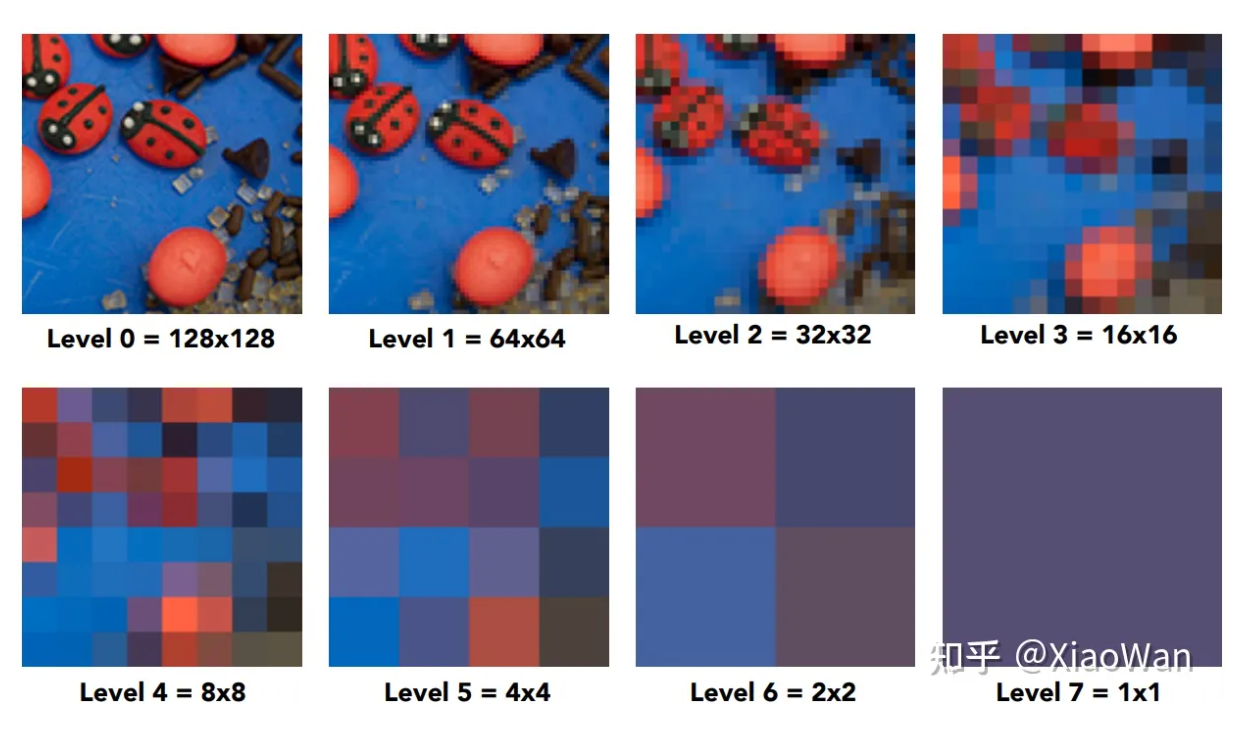 Level 0 = 128x128
Level 1 = 64x64
Level 2 = 32x32
Level 3 = 16x16
Level 4 = 8x8
Level 5 = 4x4
Level 6 = 2x2
Level 7 = 1x1
知乎 @XiaoWan